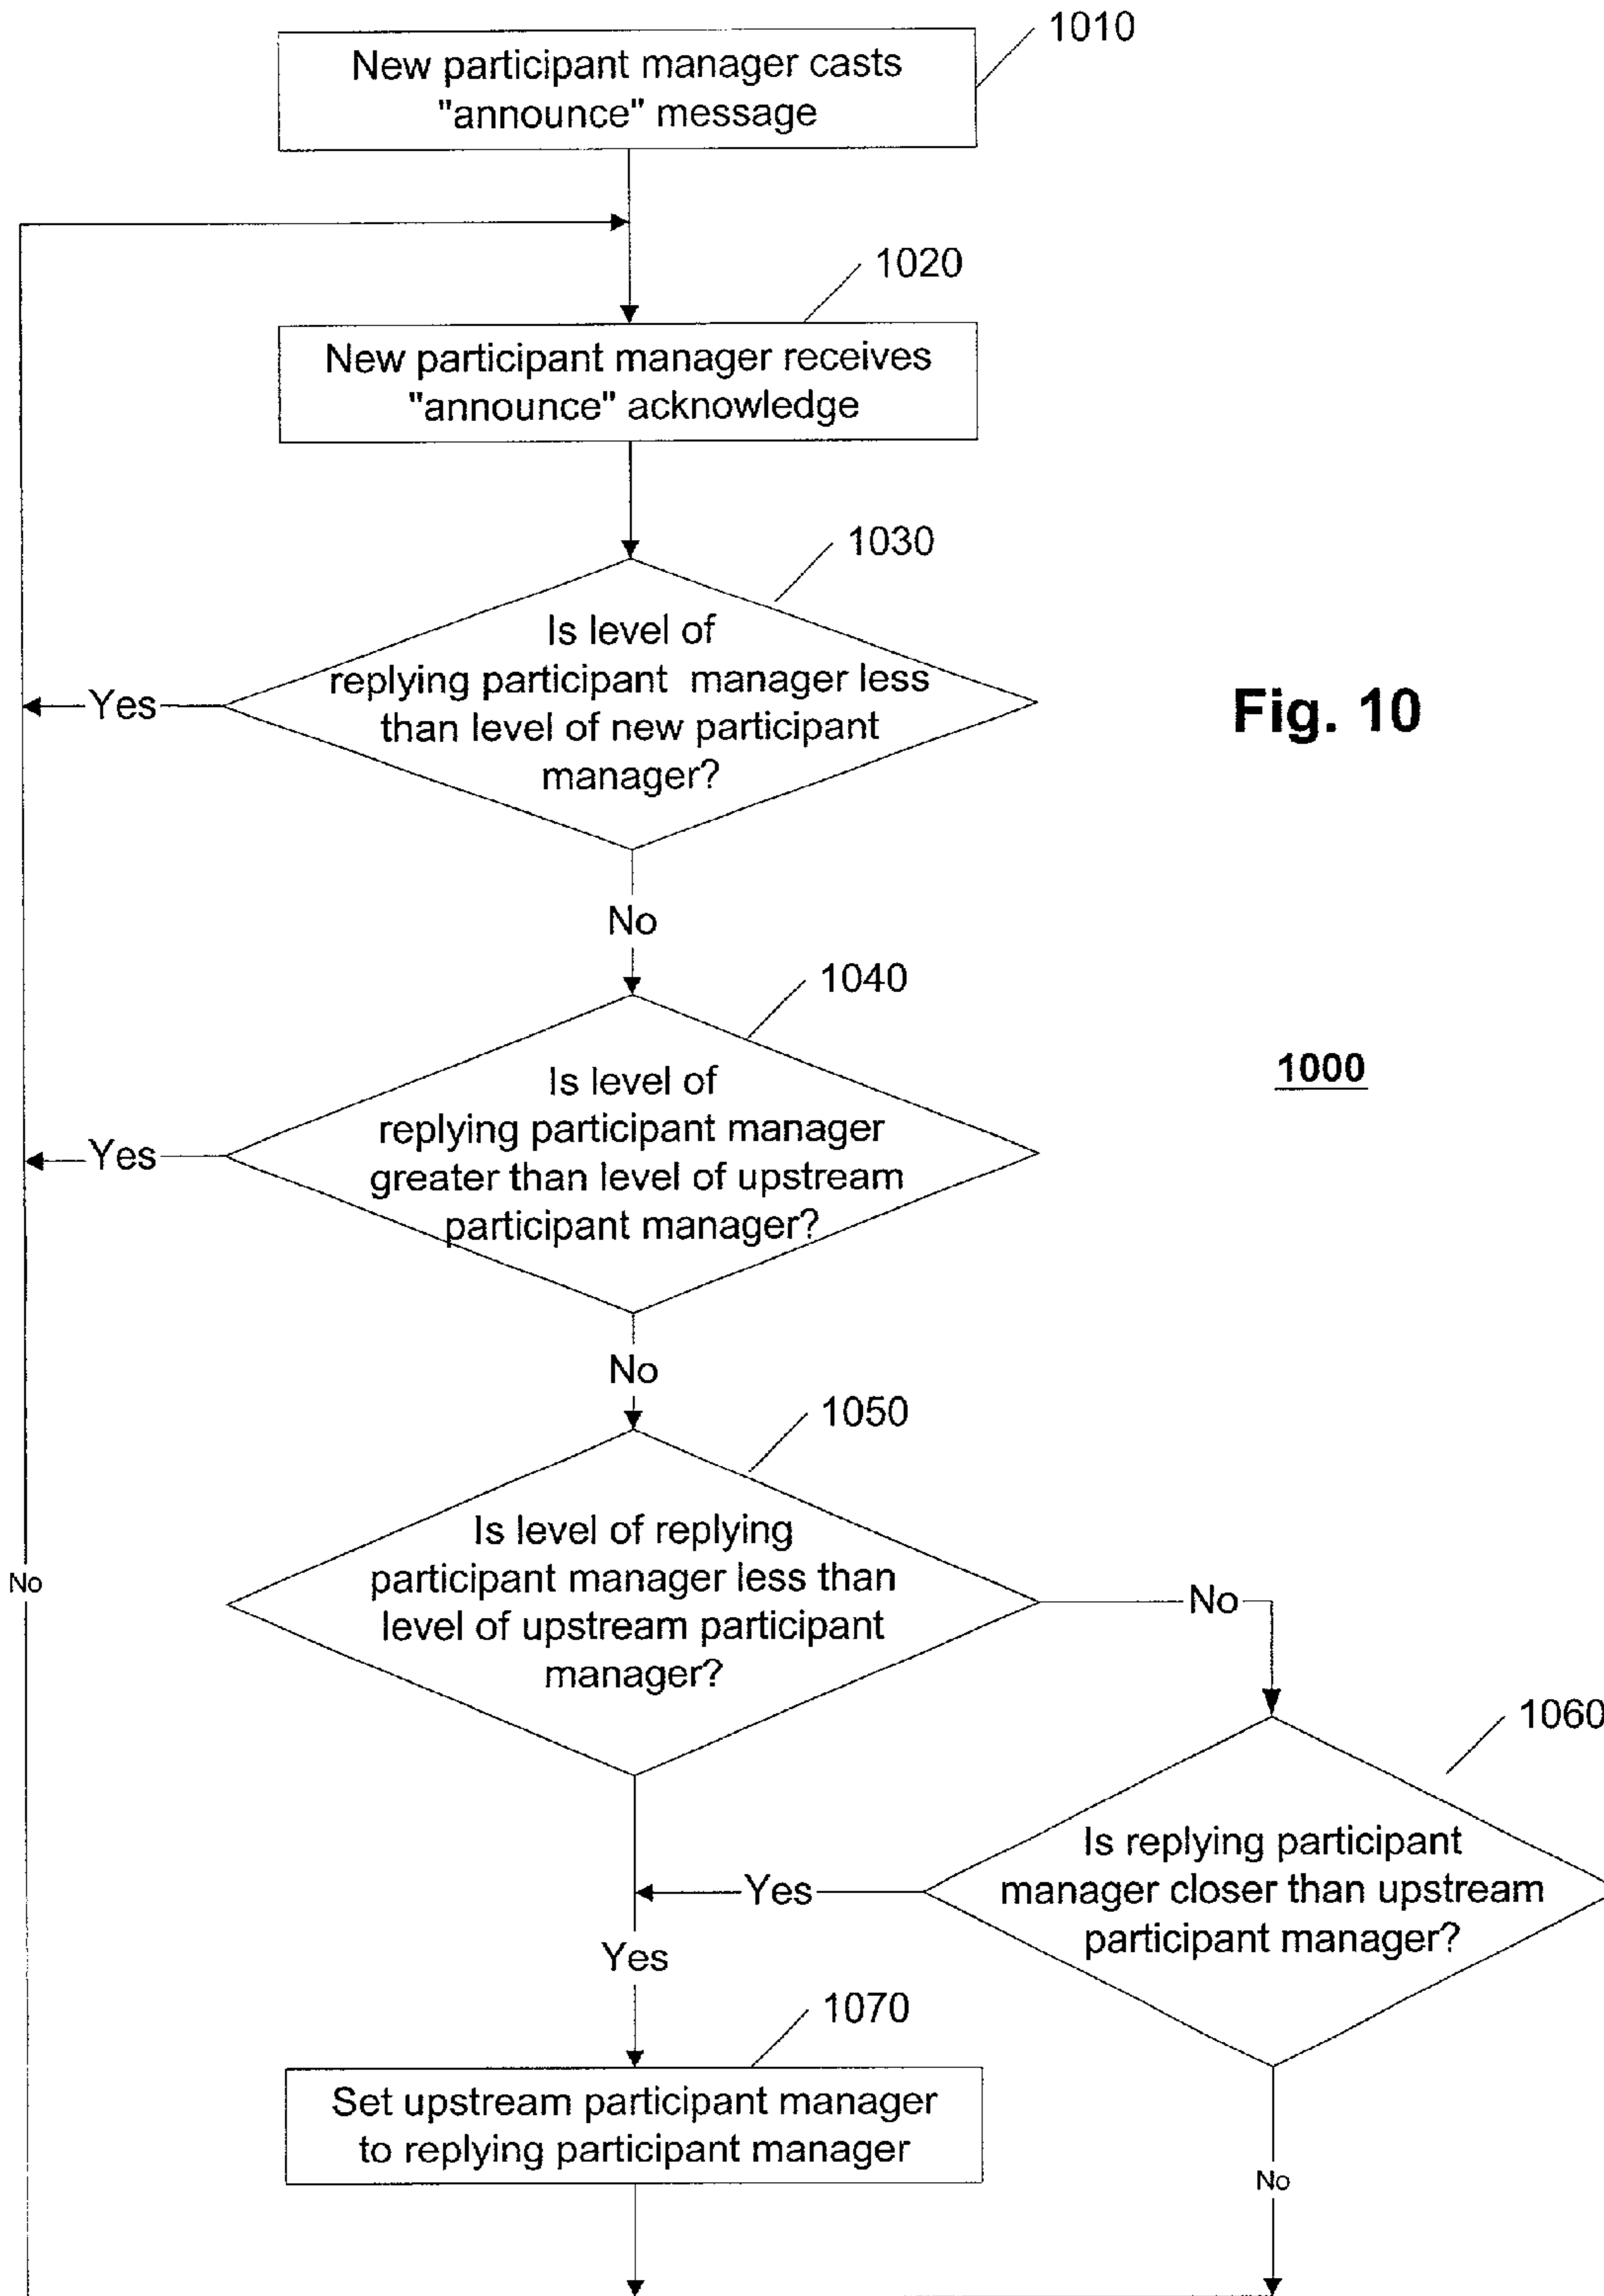 1010
New participant manager casts
"announce" message
1020
New participant manager receives
"announce" acknowledge
1030
Is level of
replying participant manager less
than level of new participant
manager?
Yes
Fig. 10
No
1040
Is level of
replying participant manager
greater than level of upstream
participant manager?
Yes
1000
No
1050
Is level of replying
participant manager less than
level of upstream participant
manager?
No
No
1060
Is replying participant
manager closer than upstream
participant manager?
Yes
Yes
1070
Set upstream participant manager
to replying participant manager
No